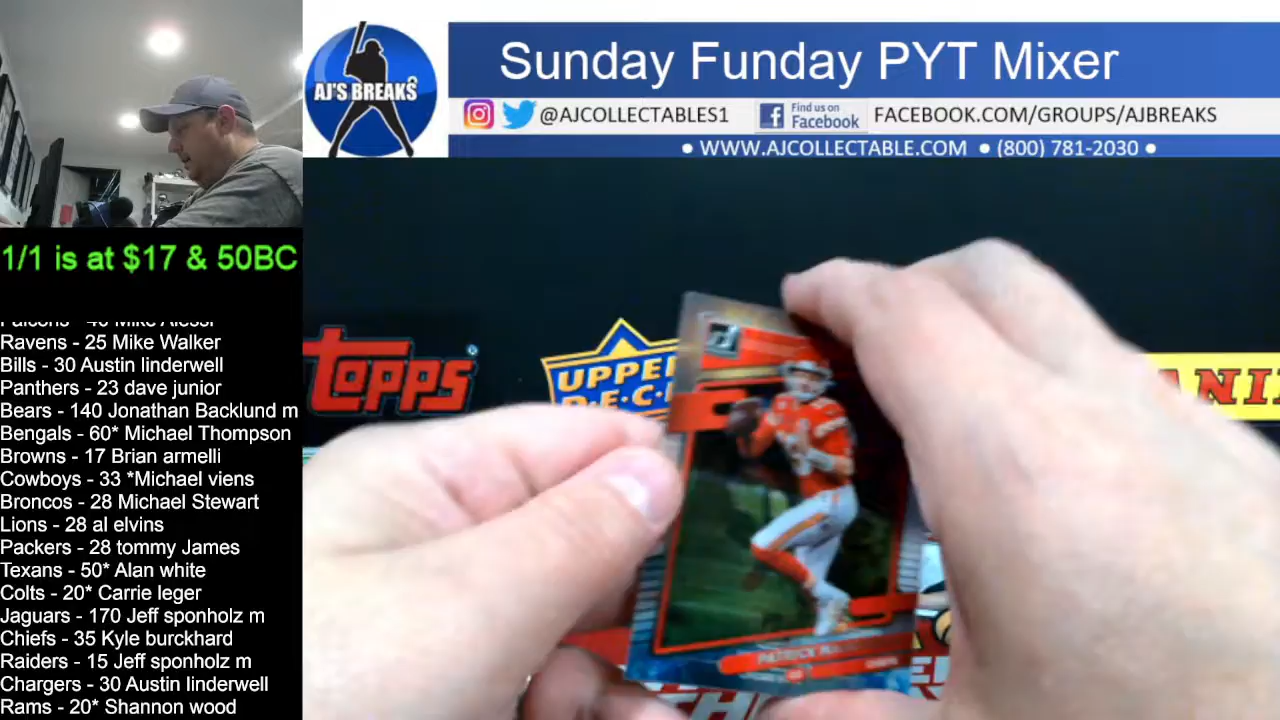 Sunday Funday PYT Mixer
AJ'S BREAKS
@AJCOLLECTABLES1
Find us on
Facebook
FACEBOOK.COM/GROUPS/AJBREAKS
• WWW.AJCOLLECTABLE.COM • (800) 781-2030 •
1/1 is at $17 & 50BC
Ravens - 25 Mike Walker
Bills - 30 Austin linderwell
Panthers - 23 dave junior
Bears - 140 Jonathan Backlund m
Bengals - 60* Michael Thompson
Browns - 17 Brian armelli
Cowboys - 33 *Michael viens
Broncos - 28 Michael Stewart
Lions - 28 al elvins
Packers - 28 tommy James
Texans - 50* Alan white
Colts - 20* Carrie leger
Jaguars - 170 Jeff sponholz m
Chiefs - 35 Kyle burckhard
Raiders - 15 Jeff sponholz m
Chargers - 30 Austin linderwell
Rams - 20* Shannon wood
topps
UPPER
PATRICK